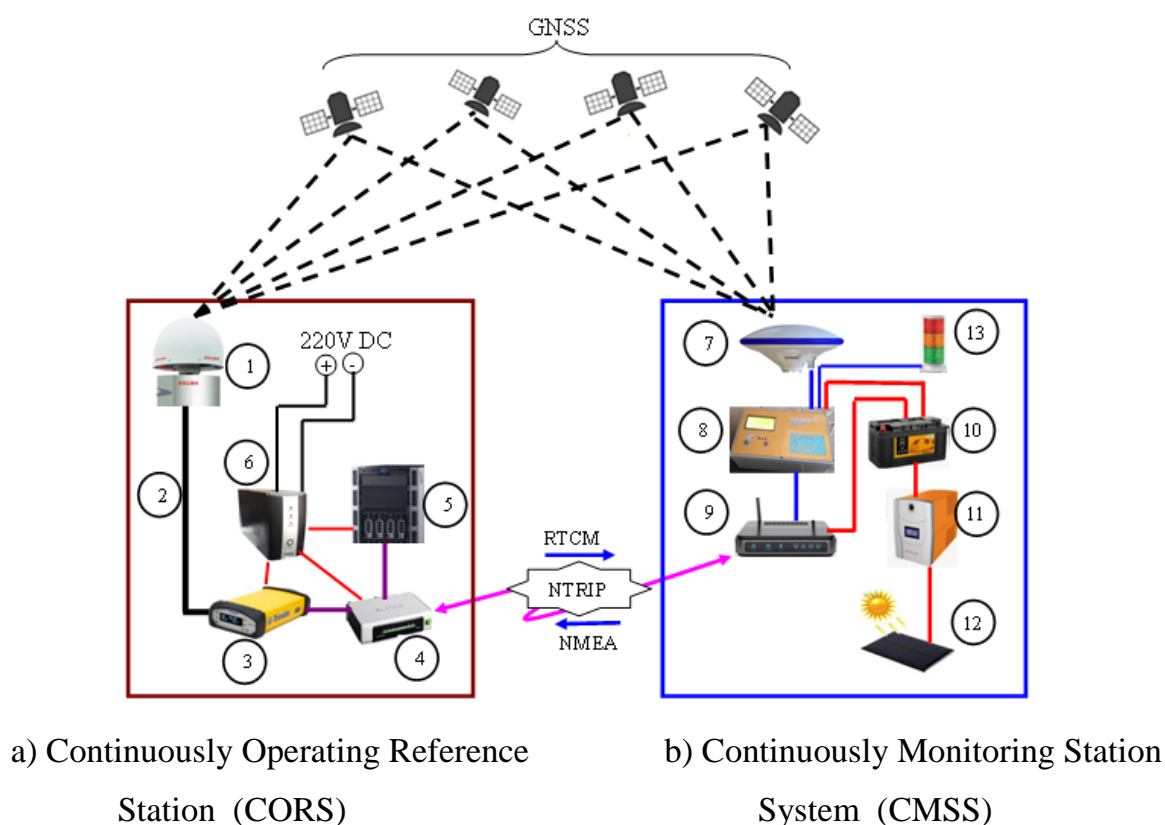 GNSS
220V DC
+ -
1
2
3
4
5
6
7
8
9
10
11
12
13
RTCM
NTRIP
NMEA
a) Continuously Operating Reference
Station (CORS)
b) Continuously Monitoring Station
System (CMSS)